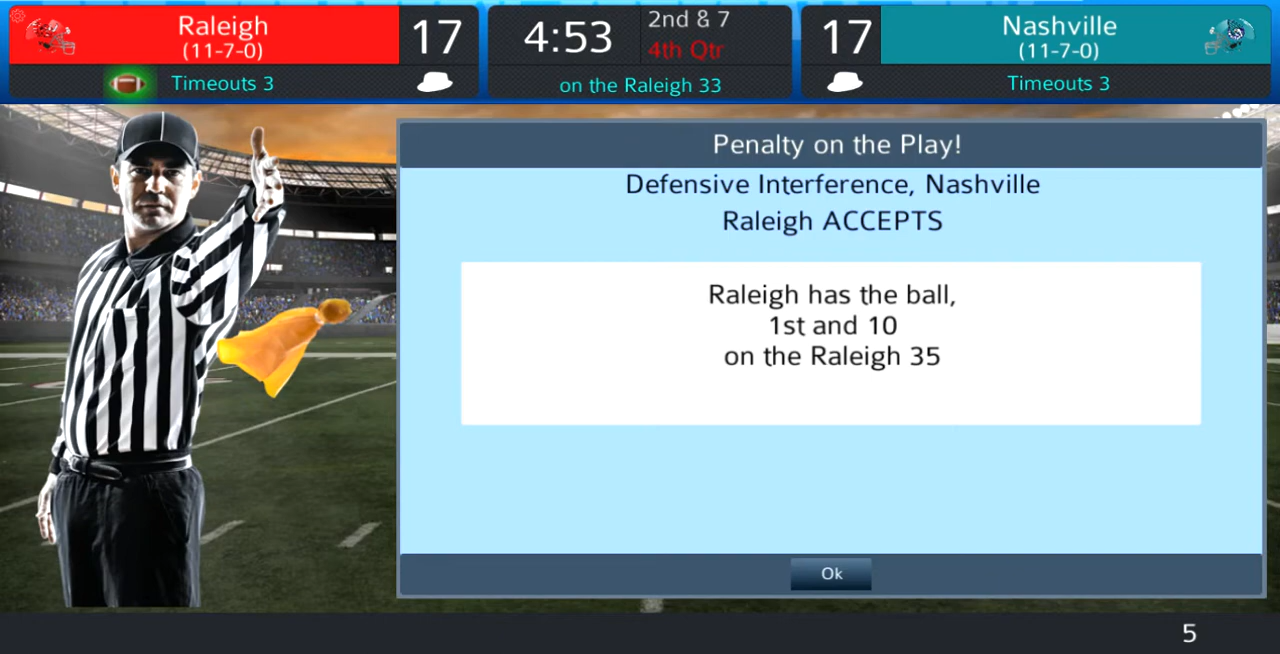 Raleigh
(11-7-0)
17
Timeouts 3
4:53
2nd & 7
4th Qtr
on the Raleigh 33
17
Nashville
(11-7-0)
Timeouts 3
Penalty on the Play!
Defensive Interference, Nashville
Raleigh ACCEPTS
Raleigh has the ball,
1st and 10
on the Raleigh 35
Ok
5